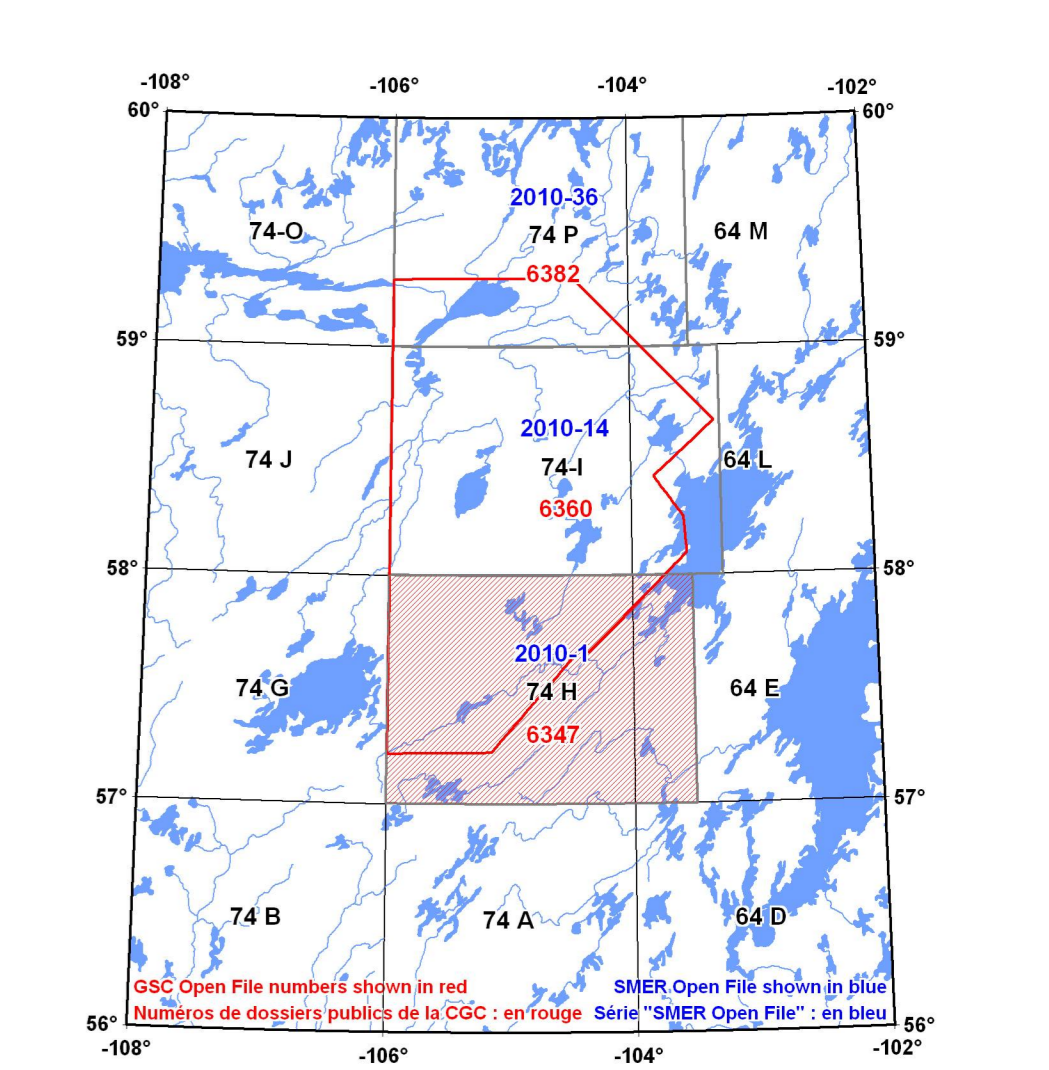 -108° -106° -104° -102°
60° 60°
2010-36
74-O 74 P 64 M
6382
59° 59°
2010-14
74 J 74-I 64 L
6360
58° 58°
2010-1
74 G 74 H 64 E
6347
57° 57°
74 B 74 A 64 D
GSC Open File numbers shown in red SMER Open File shown in blue
Numéros de dossiers publics de la CGC : en rouge Série "SMER Open File" : en bleu
56° 56°
-108° -106° -104° -102°